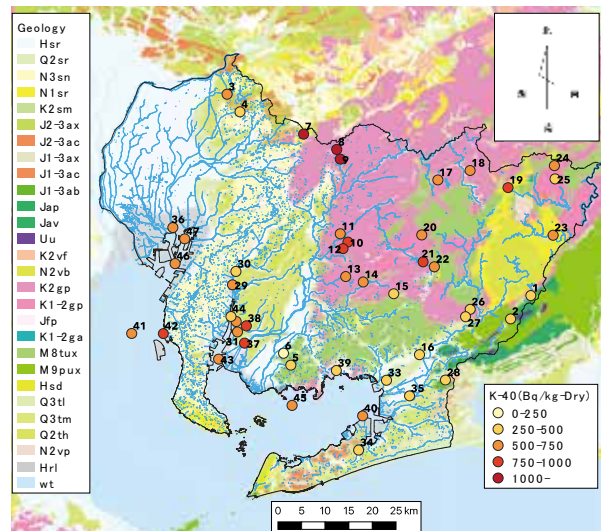 Geology
Hsr
Q2sr
N3sn
N1sr
K2sm
J2-3ax
J2-3ac
J1-3ax
J1-3ac
J1-3ab
Jap
Jav
Uu
K2vf
N2vb
K2gp
K1-2gp
Jfp
K1-2ga
M8tux
M9pux
Hsd
Q3tl
Q3tm
Q2th
N2vp
Hrl
wt
3
4
7
8
9
17
18
24
25
19
36
47
46
11
10
12
20
21
22
23
13
14
15
30
29
44
38
31
37
43
41
42
26
27
1
2
6
5
39
16
33
28
35
45
40
34
K-40(Bq/kg-Dry)
0-250
250-500
500-750
750-1000
1000-
0 5 10 15 20 25 km